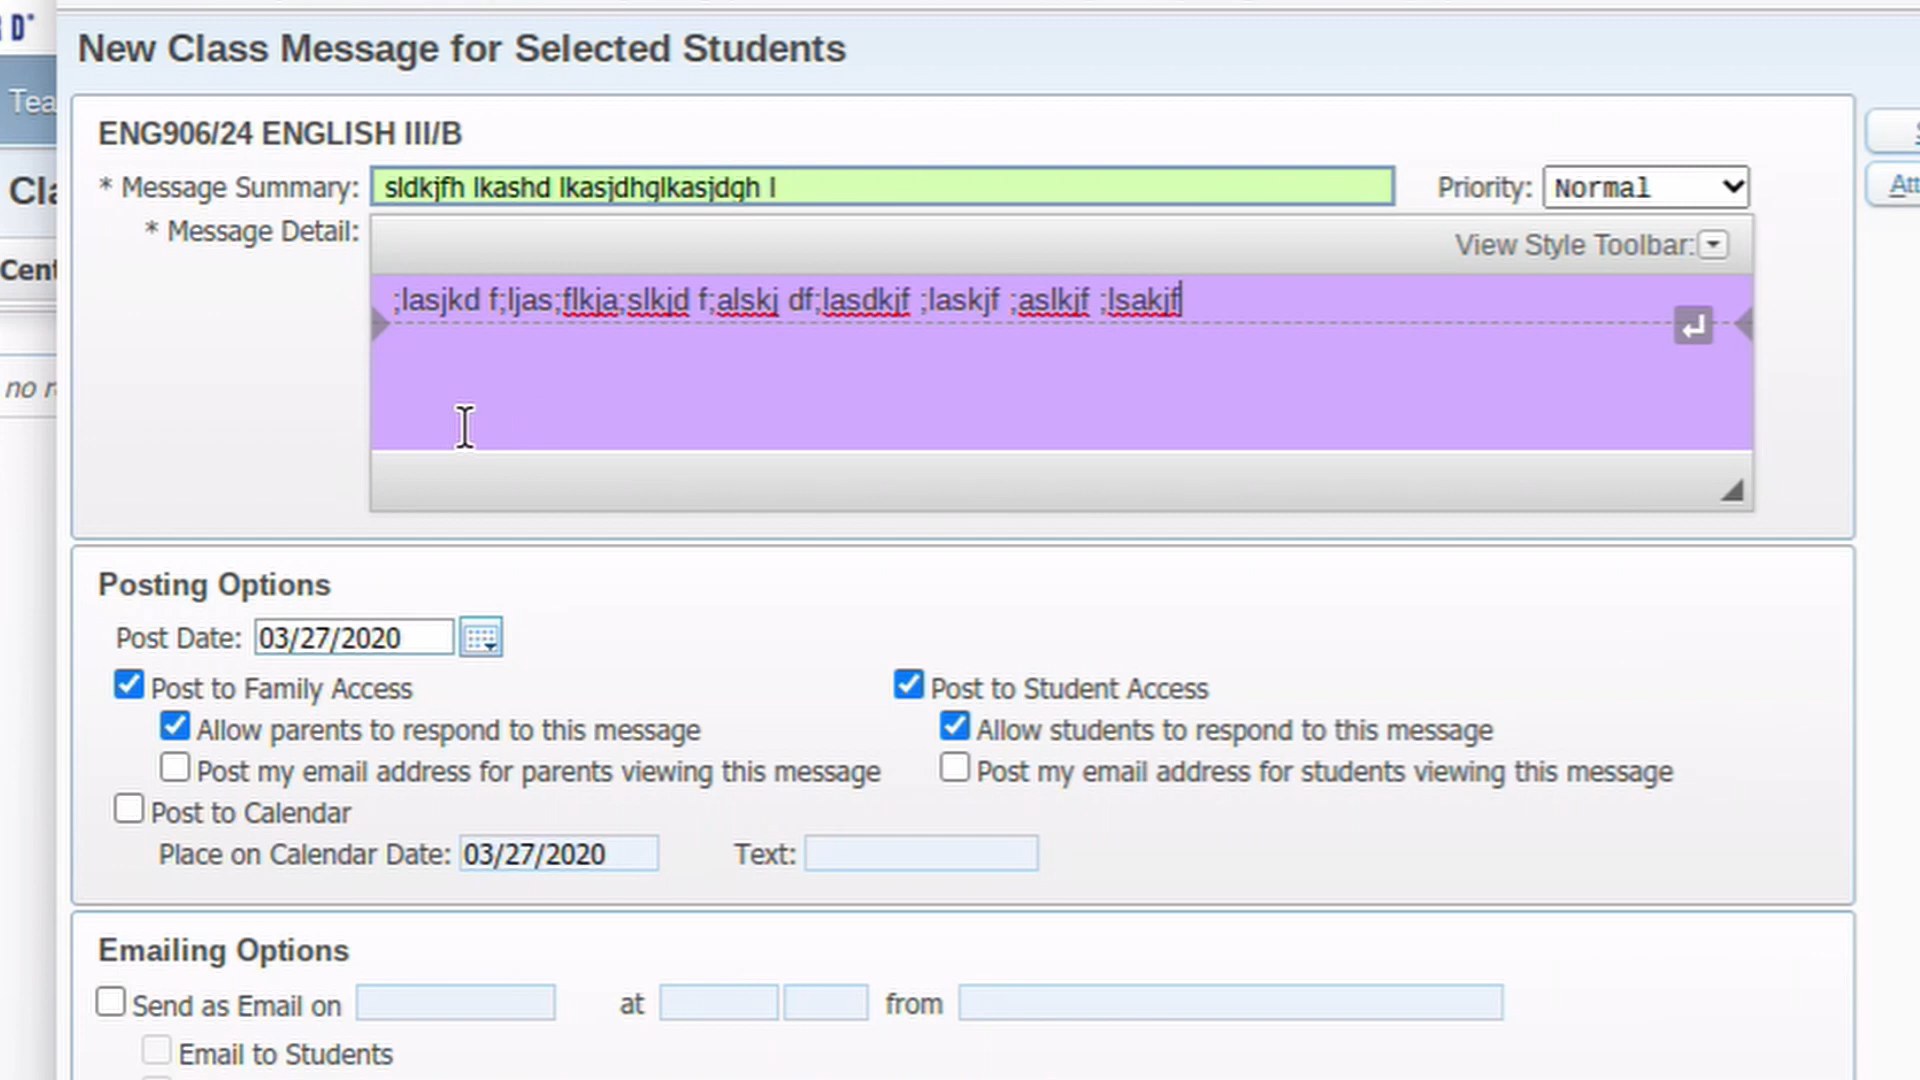 RD
New Class Message for Selected Students
Tea
ENG906/24 ENGLISH III/B
Cla
* Message Summary: sldkjfh lkashd lkasjdhglkasjdgh l Priority: Normal
Att
* Message Detail:
View Style Toolbar:
Cent
;lasjkd f;ljas;flkja;slkjd f;alskj df;lasdkjf ;laskjf ;aslkjf ;lsakjf
no r
Posting Options
Post Date: 03/27/2020
Post to Family Access Post to Student Access
Allow parents to respond to this message Allow students to respond to this message
Post my email address for parents viewing this message Post my email address for students viewing this message
Post to Calendar
Place on Calendar Date: 03/27/2020 Text:
Emailing Options
Send as Email on at from
Email to Students